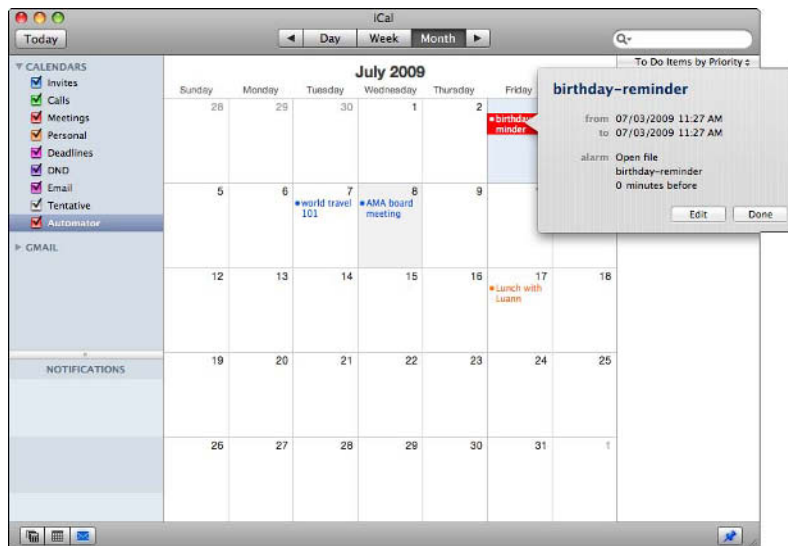 iCal
Today
Day Week Month
CALENDARS
Invites
Calls
Meetings
Personal
Deadlines
DND
Email
Tentative
Automator
GMAIL
NOTIFICATIONS
July 2009
Sunday Monday Tuesday Wednesday Thursday Friday
28 29 30 1 2
birthday-
minder
5 6 7 8 9
world travel
101
AMA board
meeting
12 13 14 15 16 17 18
Lunch with
Luann
19 20 21 22 23 24 25
26 27 28 29 30 31 1
To Do Items by Priority
birthday-reminder
from 07/03/2009 11:27 AM
to 07/03/2009 11:27 AM
alarm Open file
birthday-reminder
0 minutes before
Edit Done